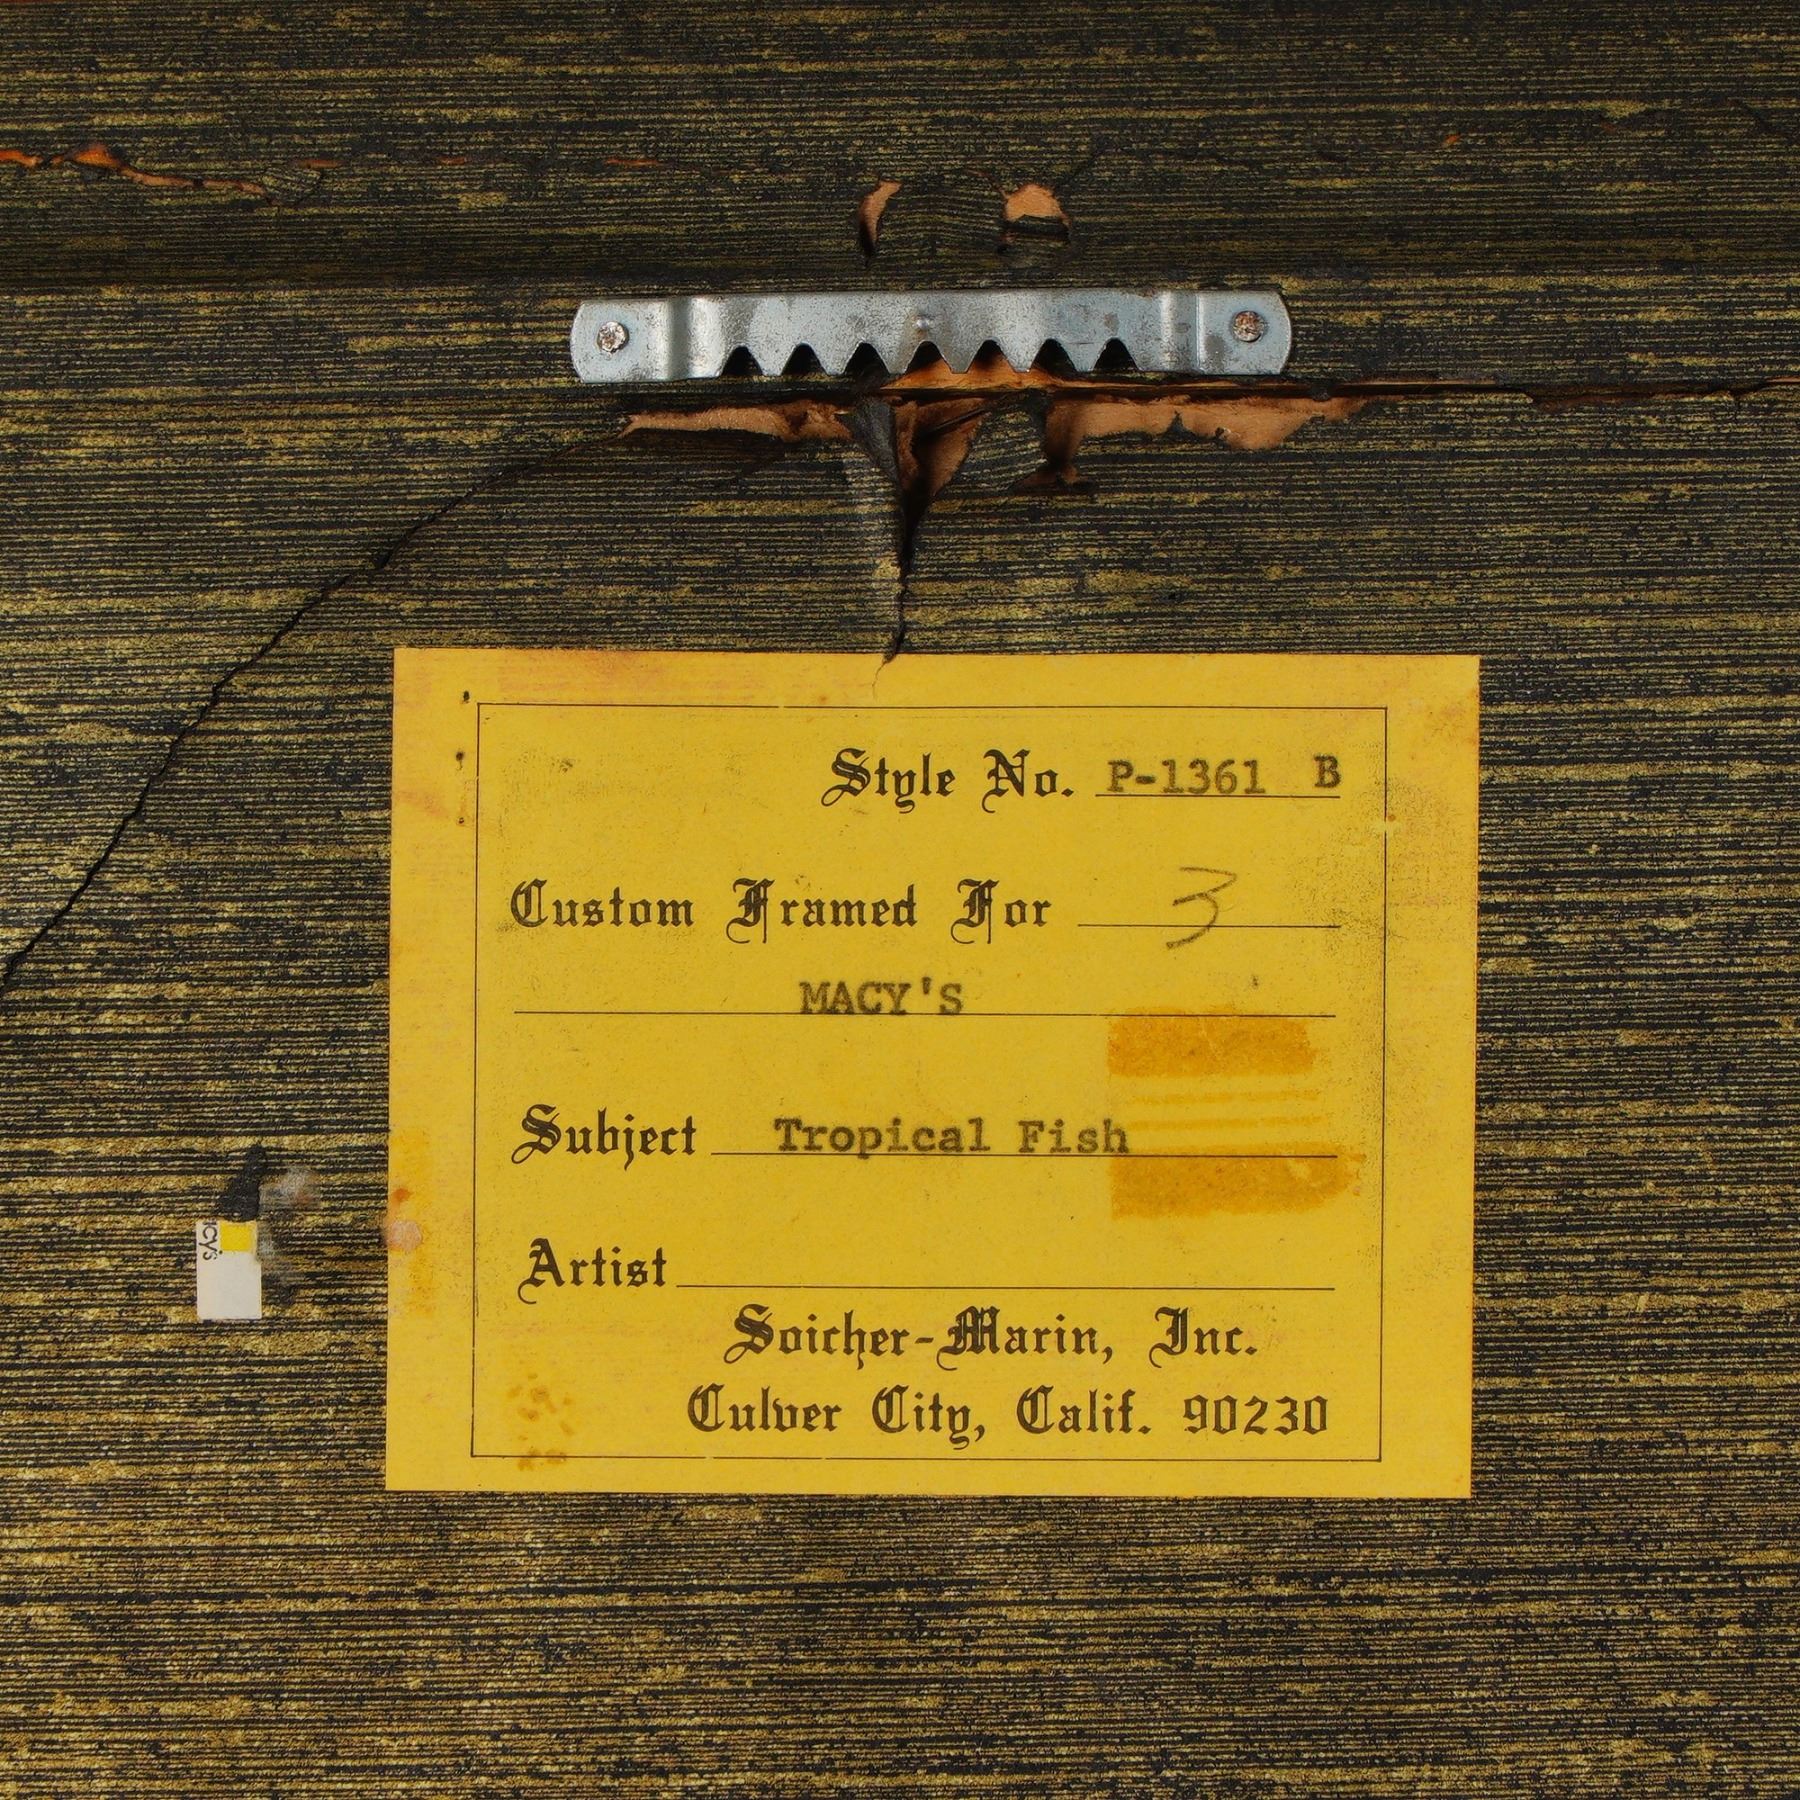 Style No. P-1361 B
Custom Framed For 3
MACY'S
Subject Tropical Fish
Artist
Soicher-Marin, Inc.
Culver City, Calif. 90230